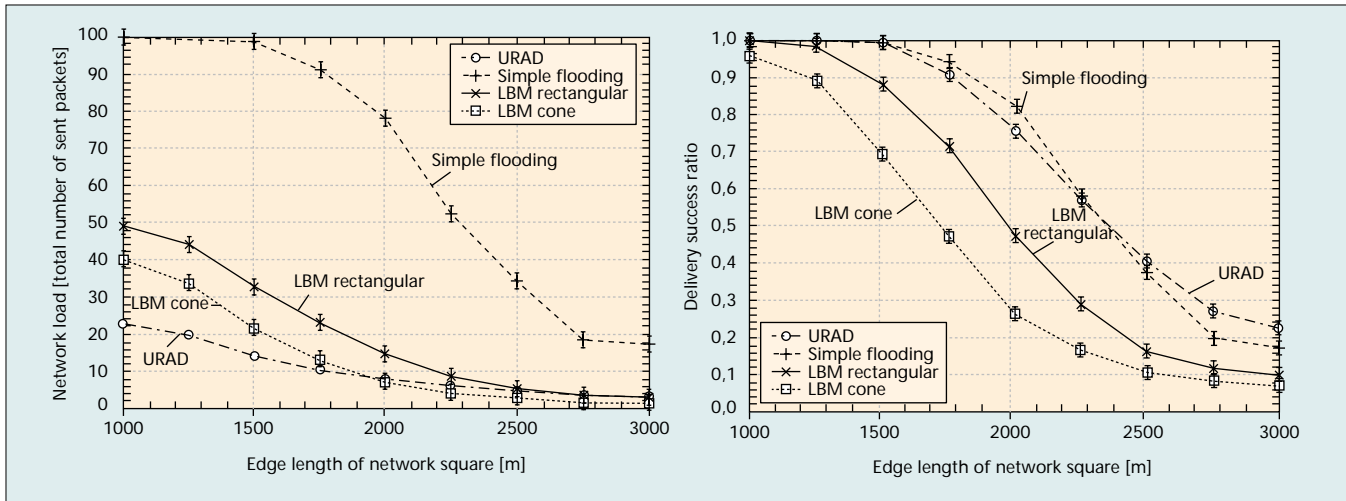 Network load [total number of sent packets]
100
90
80
70
60
50
40
30
20
10
0
URAD
Simple flooding
LBM rectangular
LBM cone
Simple flooding
LBM rectangular
LBM cone
URAD
1000
1500
2000
2500
3000
Edge length of network square [m]
Delivery success ratio
1,0
0,9
0,8
0,7
0,6
0,5
0,4
0,3
0,2
0,1
0,0
Simple flooding
LBM cone
LBM
rectangular
URAD
URAD
Simple flooding
LBM rectangular
LBM cone
1000
1500
2000
2500
3000
Edge length of network square [m]